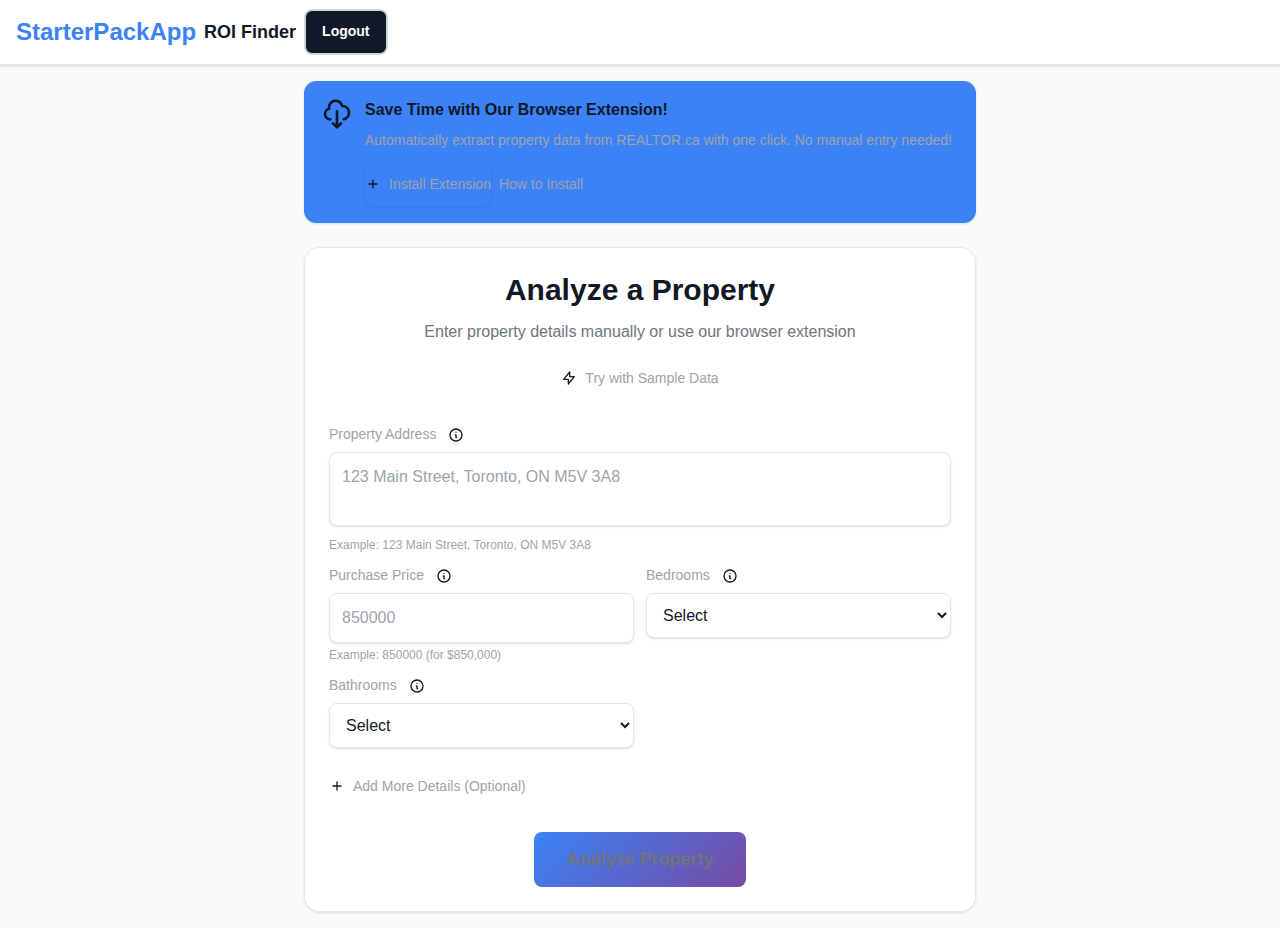 StarterPackApp ROI Finder Logout
Save Time with Our Browser Extension!
Automatically extract property data from REALTOR.ca with one click. No manual entry needed!
Install Extension How to Install
Analyze a Property
Enter property details manually or use our browser extension
Try with Sample Data
Property Address
123 Main Street, Toronto, ON M5V 3A8
Example: 123 Main Street, Toronto, ON M5V 3A8
Purchase Price Bedrooms
850000 Select
Example: 850000 (for $850,000)
Bathrooms
Select
Add More Details (Optional)
Analyze Property